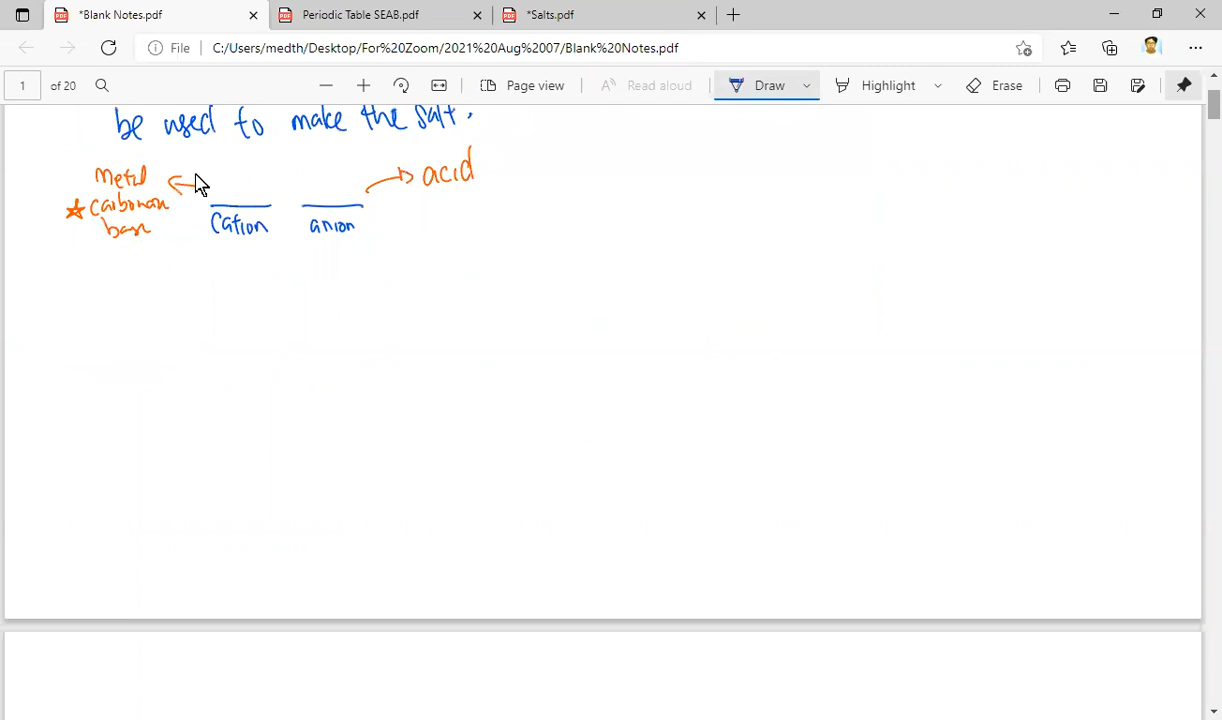 *Blank Notes.pdf
Periodic Table SEAB.pdf
*Salts.pdf
File C:/Users/medth/Desktop/For%20Zoom/2021%20Aug%2007/Blank%20Notes.pdf
1 of 20 Page view Read aloud Draw Highlight Erase
be used to make the salt.
Metal
acid
carbonate
base
Cation anion